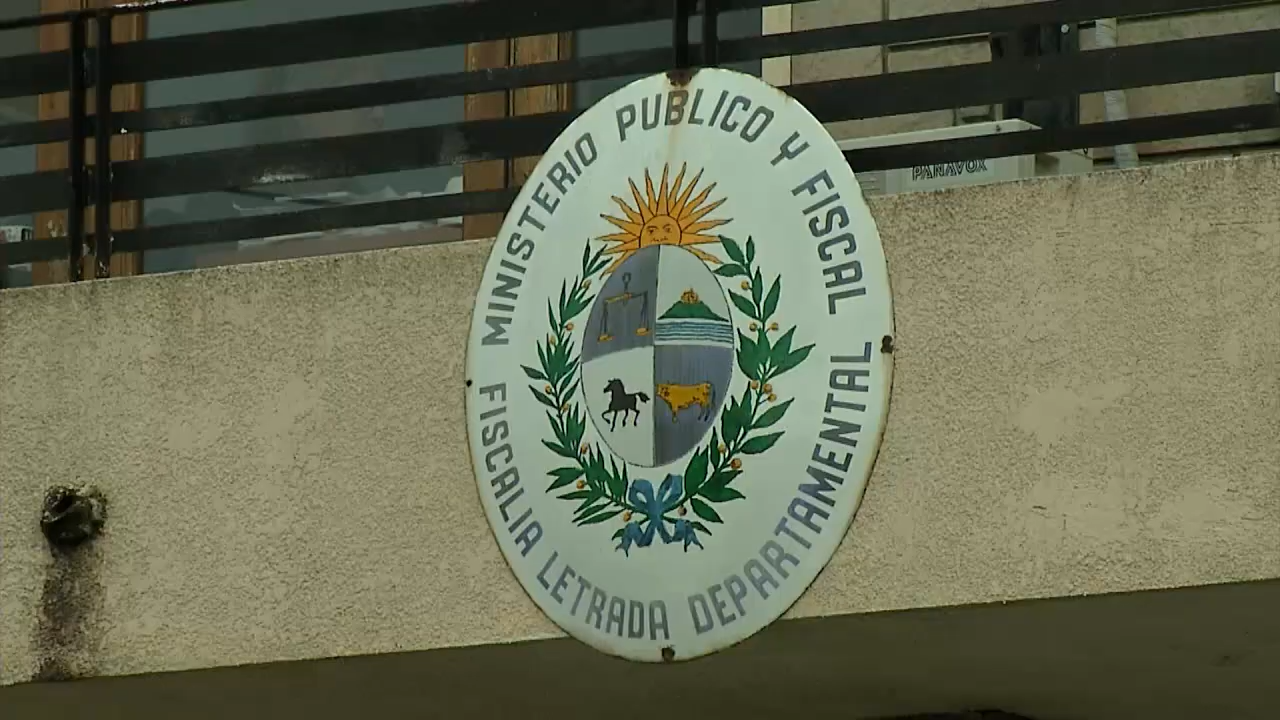 MINISTERIO PUBLICO Y FISCAL
FISCALIA LETRADA DEPARTAMENTAL
PANAVOX